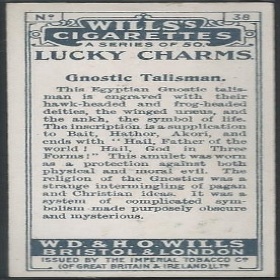 Nº 38
WILLS'S
CIGARETTES
A SERIES OF 50.
LUCKY CHARMS.
Gnostic Talisman.
This Egyptian Gnostic talis-
man is engraved with their
hawk-headed and frog-headed
deities, the winged uræus, and
the ankh, the symbol of life.
The inscription is a supplication
to Bait, Hathor, Akori, and
ends with "Hail, Father of the
world! Hail, God in Three
Forms!" This amulet was worn
as a protection against both
physical and moral evil. The
religion of the Gnostics was a
strange intermingling of pagan
and Christian ideas. It was a
system of complicated sym-
bolism made purposely obscure
and mysterious.
W.D. & H.O. WILLS
BRISTOL & LONDON
ISSUED BY THE IMPERIAL TOBACCO Cº
(OF GREAT BRITAIN & IRELAND), Lᵀᴰ